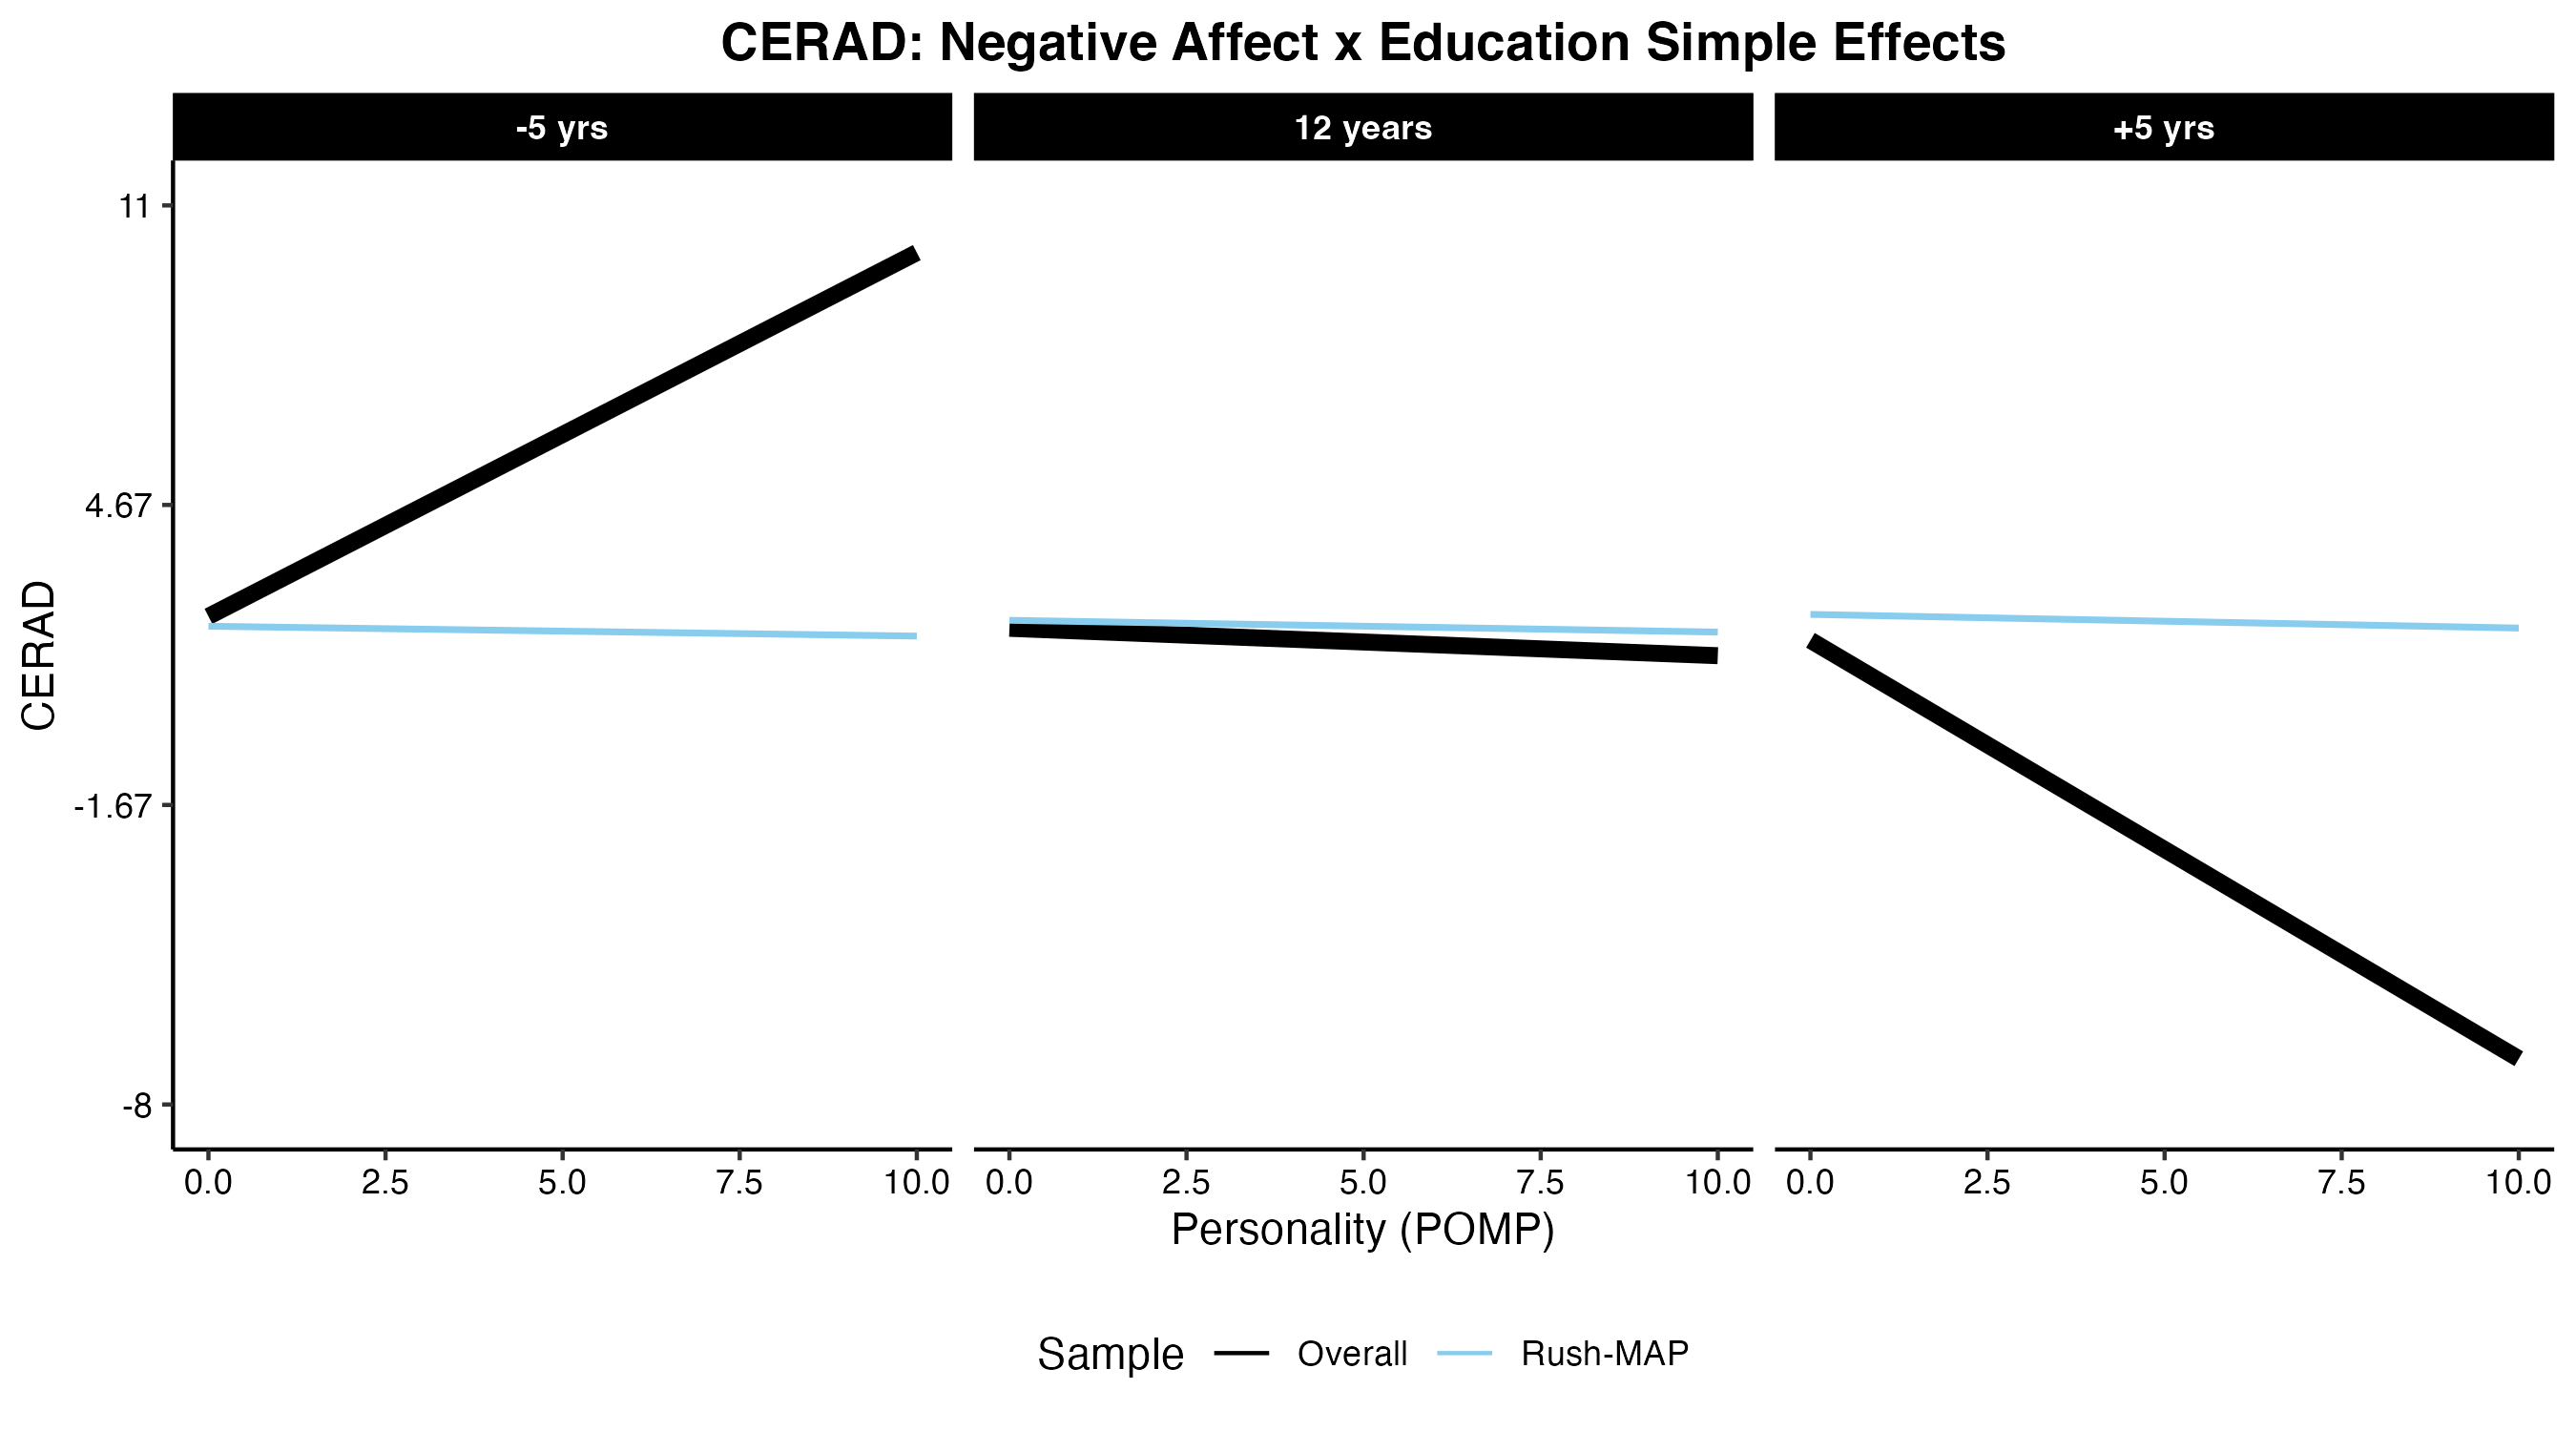 CERAD: Negative Affect x Education Simple Effects
-5 yrs
12 years
+5 yrs
11
4.67
-1.67
-8
CERAD
0.0 2.5 5.0 7.5 10.0 0.0 2.5 5.0 7.5 10.0 0.0 2.5 5.0 7.5 10.0
Personality (POMP)
Sample Overall Rush-MAP